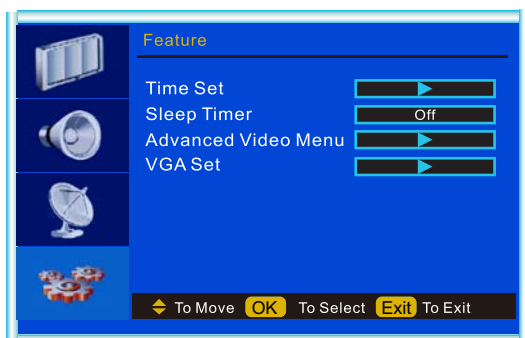 Feature
Time Set
Sleep Timer Off
Advanced Video Menu
VGA Set
To Move OK To Select Exit To Exit